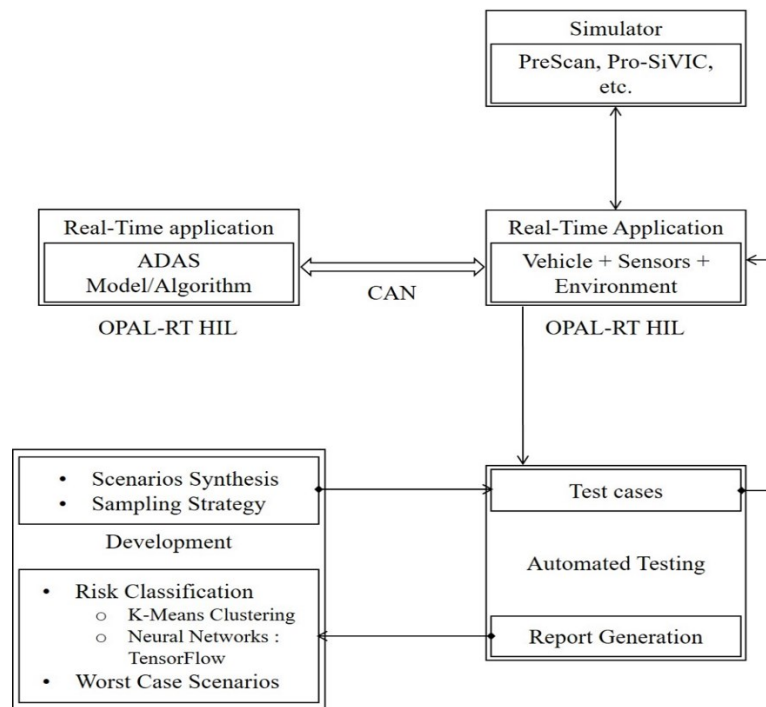 Simulator
PreScan, Pro-SiVIC,
etc.
Real-Time application
ADAS
Model/Algorithm
OPAL-RT HIL
CAN
Real-Time Application
Vehicle + Sensors +
Environment
OPAL-RT HIL
• Scenarios Synthesis
• Sampling Strategy
Development
• Risk Classification
o K-Means Clustering
o Neural Networks :
TensorFlow
• Worst Case Scenarios
Test cases
Automated Testing
Report Generation